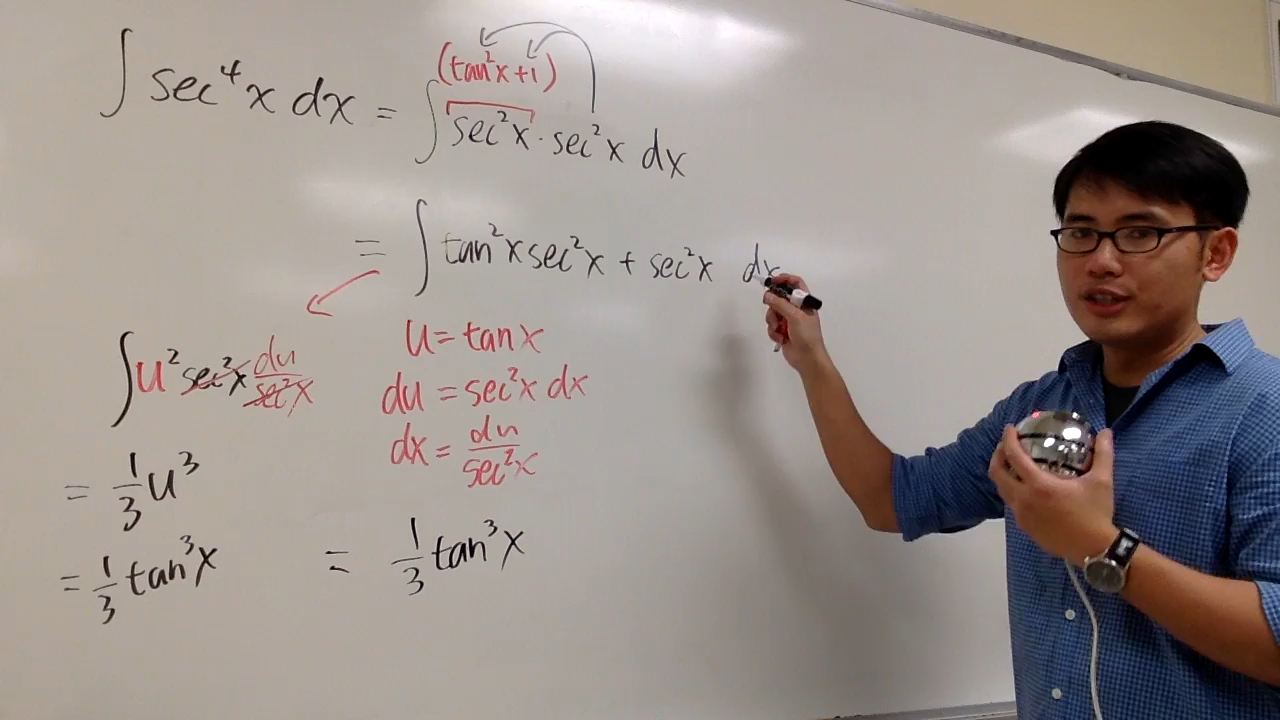 ∫ sec⁴x dx = ∫ sec²x · sec²x dx
(tan²x+1)
= ∫ tan²x sec²x + sec²x dx
∫ u² sec²x du/sec²x
u = tanx
du = sec²x dx
dx = du/sec²x
= 1/3 u³
= 1/3 tan³x
= 1/3 tan³x